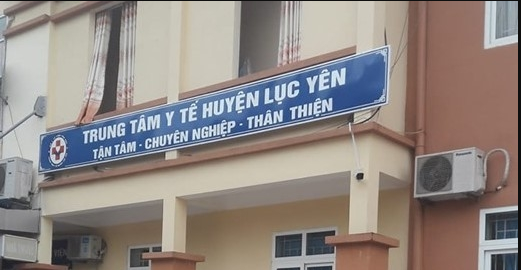 TRUNG TÂM Y TẾ HUYỆN LỤC YÊN
TẬN TÂM - CHUYÊN NGHIỆP - THÂN THIỆN